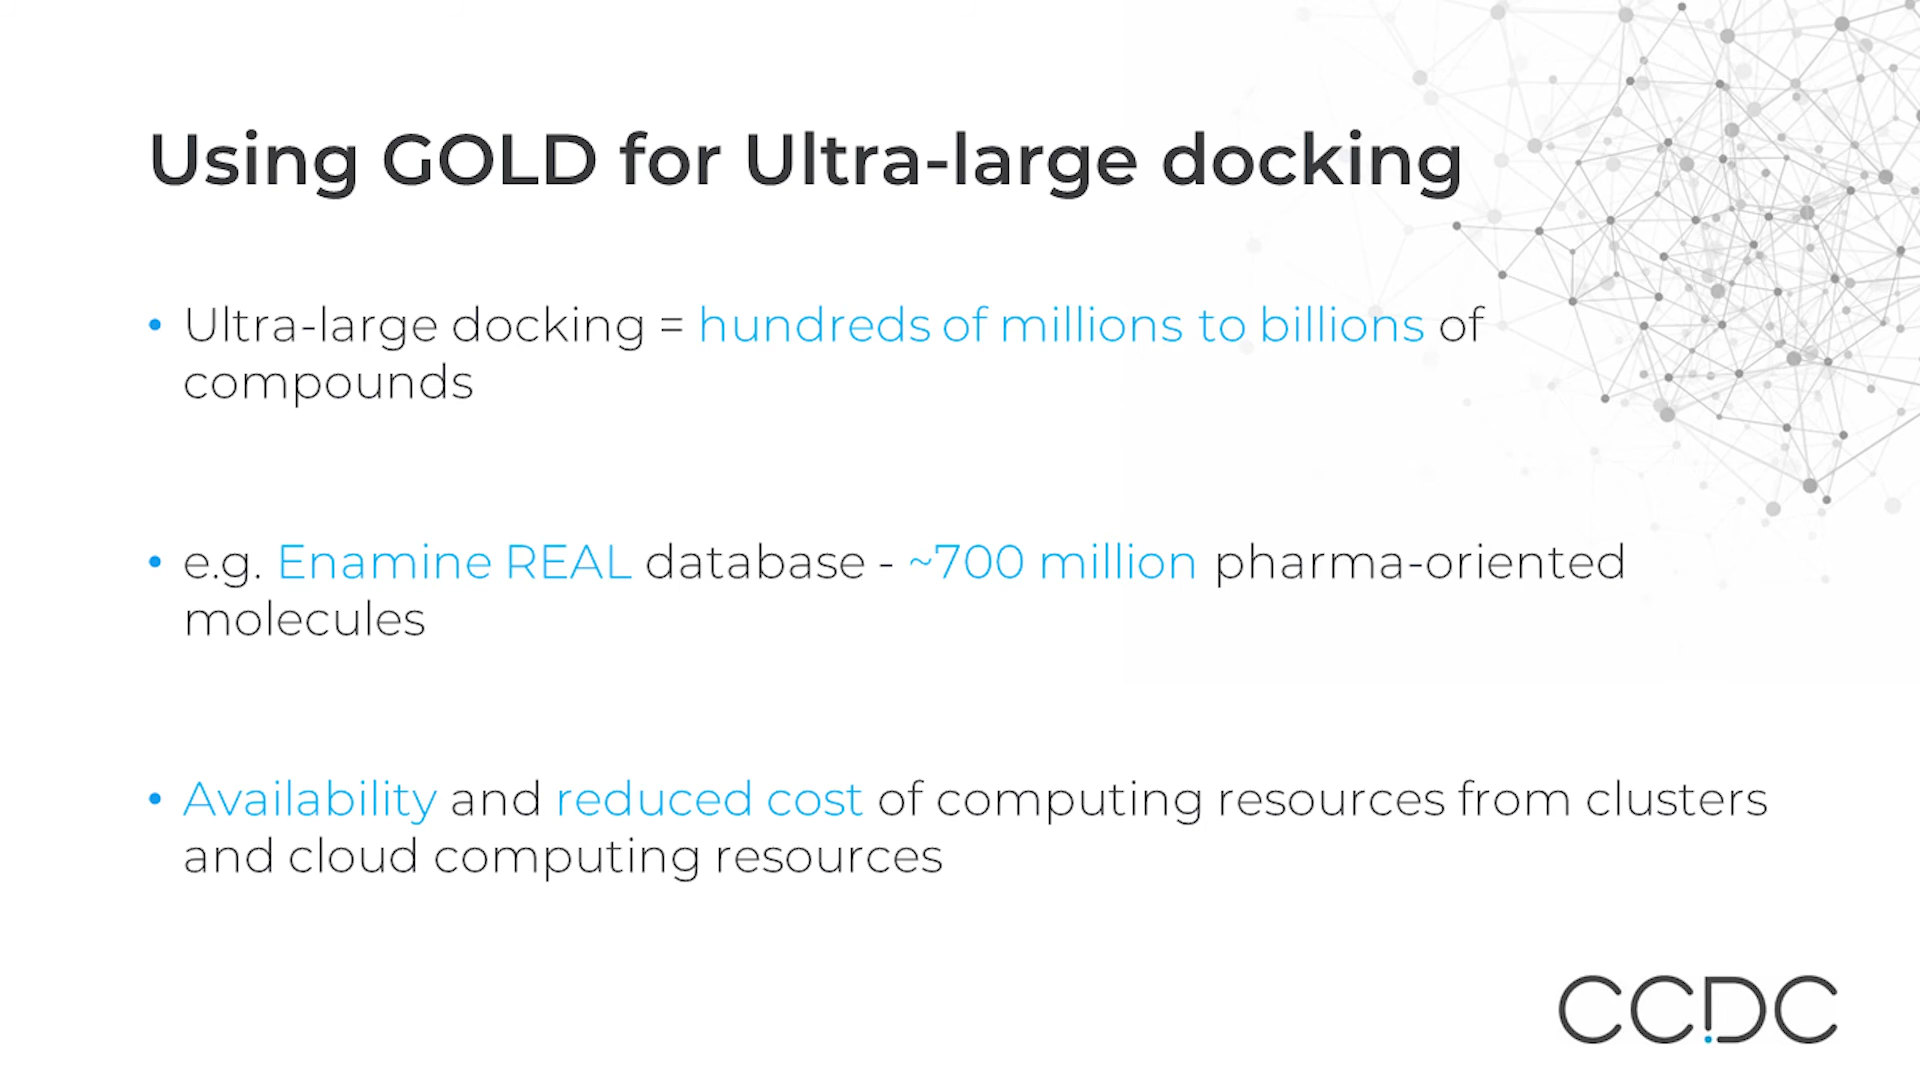 Using GOLD for Ultra-large docking
• Ultra-large docking = hundreds of millions to billions of
compounds
• e.g. Enamine REAL database - ~700 million pharma-oriented
molecules
• Availability and reduced cost of computing resources from clusters
and cloud computing resources
CCDC